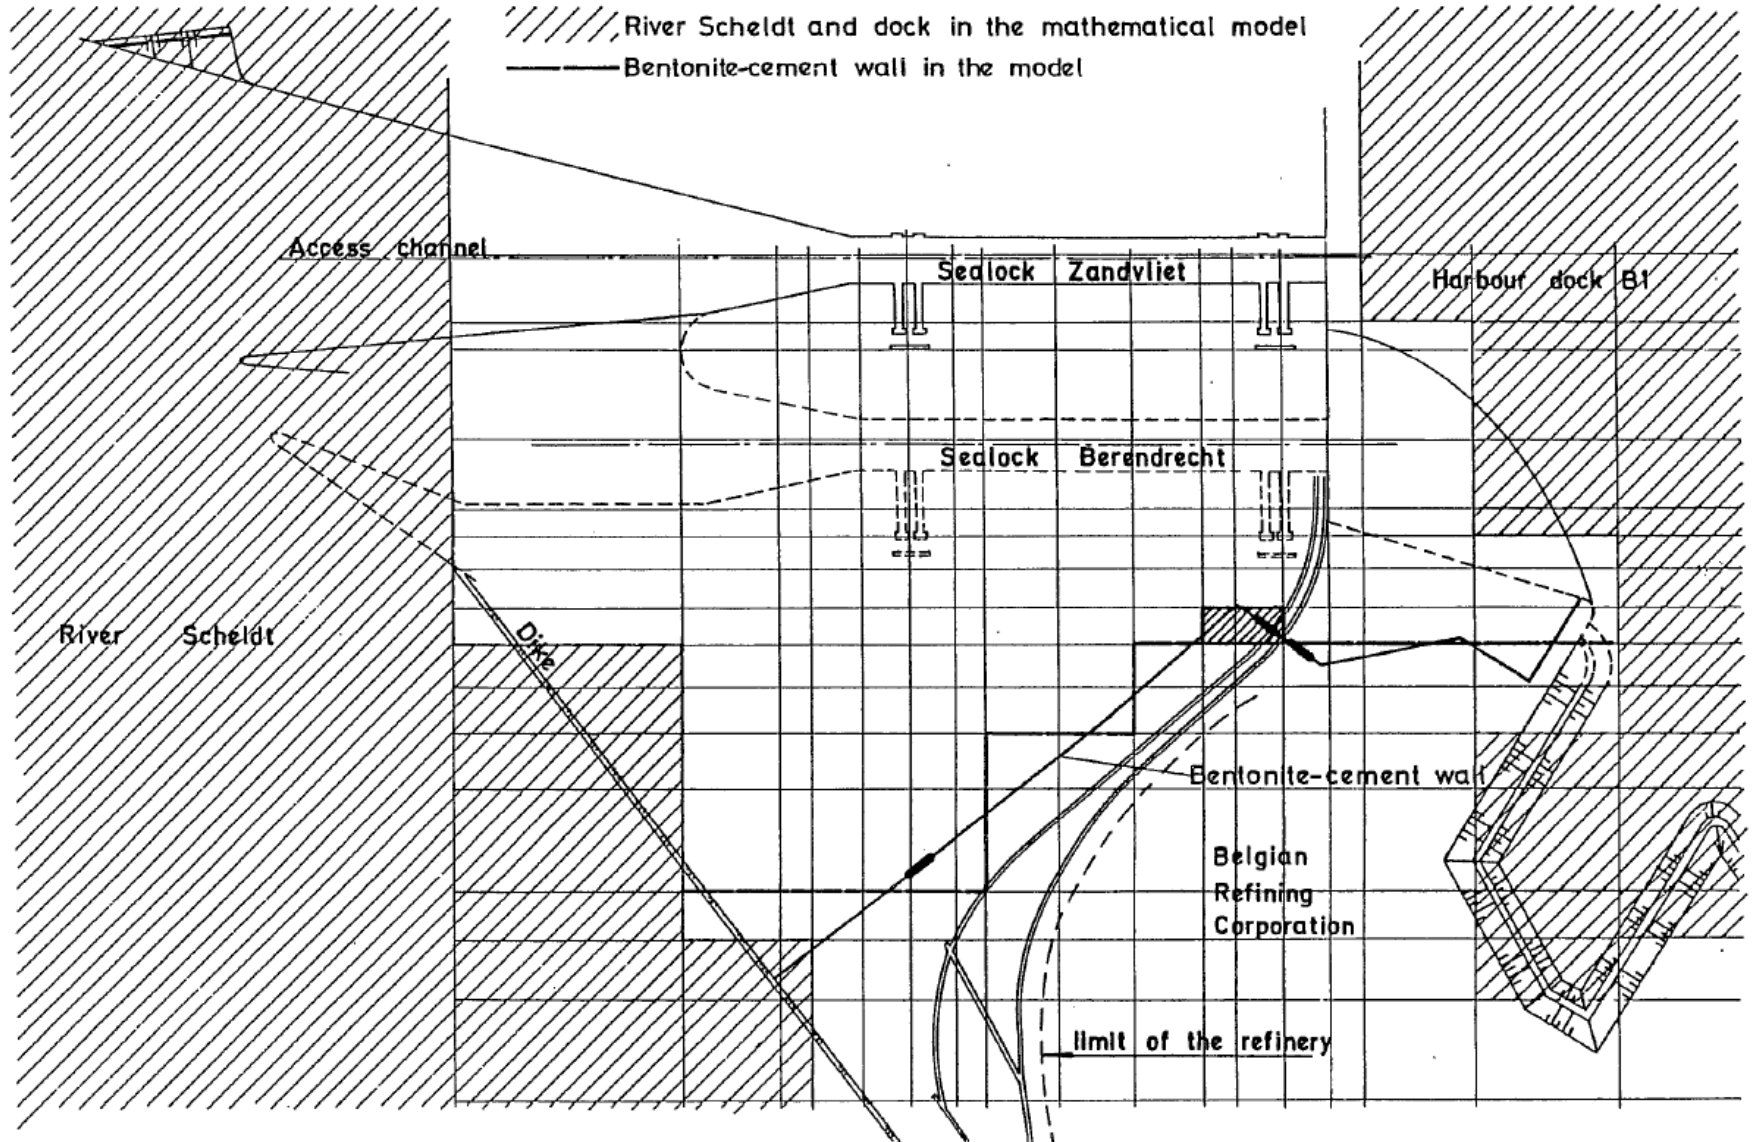 River Scheldt and dock in the mathematical model
Bentonite-cement wall in the model
Access channel
Sealock Zandvliet
Harbour dock B1
Sealock Berendrecht
River Scheldt
Dike
Bentonite-cement wall
Belgian
Refining
Corporation
limit of the refinery